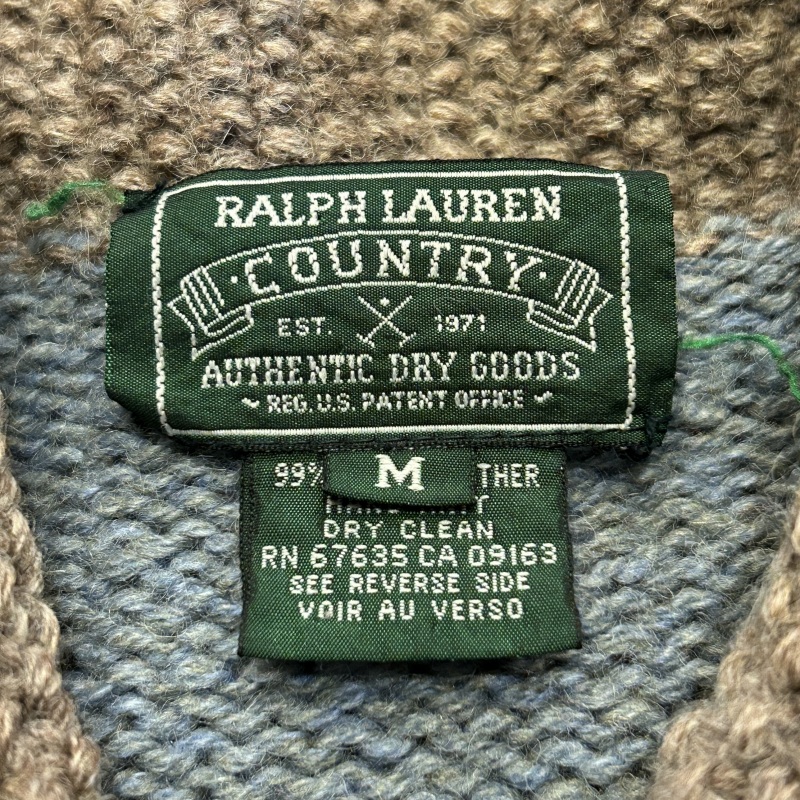 RALPH LAUREN
·COUNTRY·
EST. 1971
AUTHENTIC DRY GOODS
~ REG. U.S. PATENT OFFICE ~
M
99%
DRY CLEAN
RN 67635 CA 09163
SEE REVERSE SIDE
VOIR AU VERSO